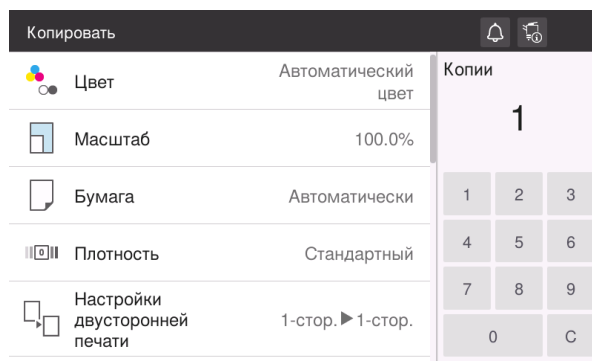 Копировать
Цвет
Автоматический
цвет
Масштаб
100.0%
Бумага
Автоматически
0
Плотность
Стандартный
Настройки
двусторонней
печати
1-стор.▶1-стор.
Копии
1
1 2 3
4 5 6
7 8 9
0 C